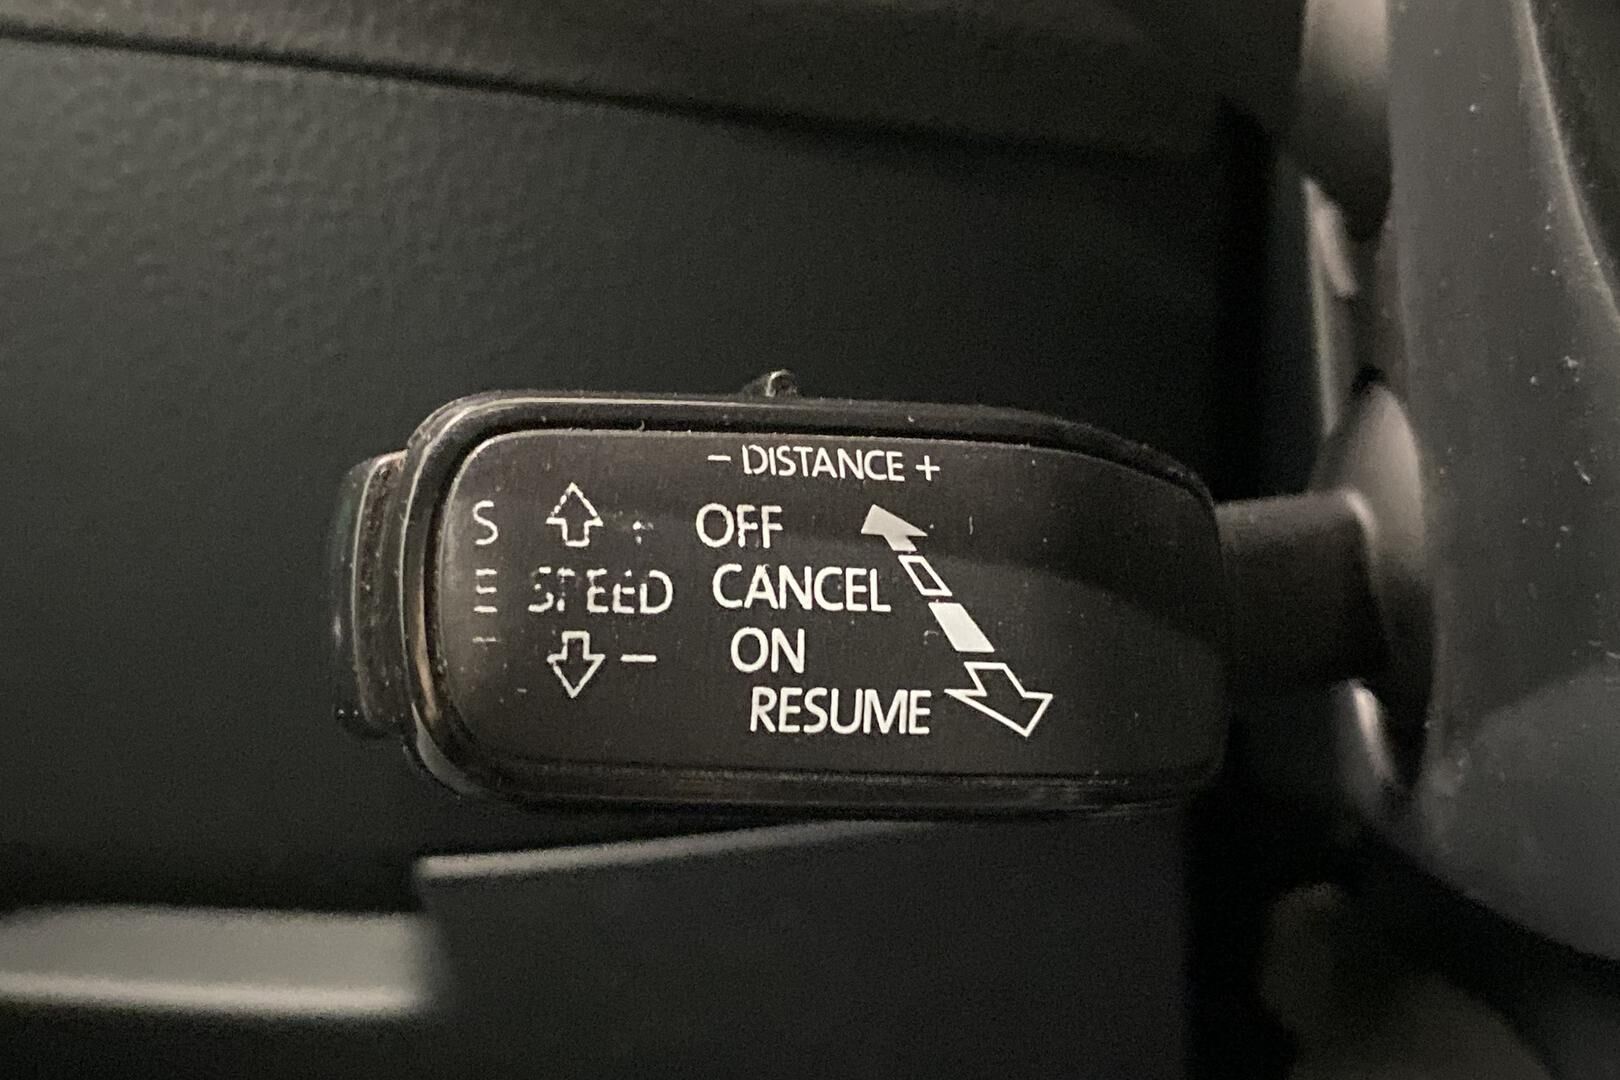 – DISTANCE +
S
E
SPEED
–
OFF
CANCEL
ON
RESUME